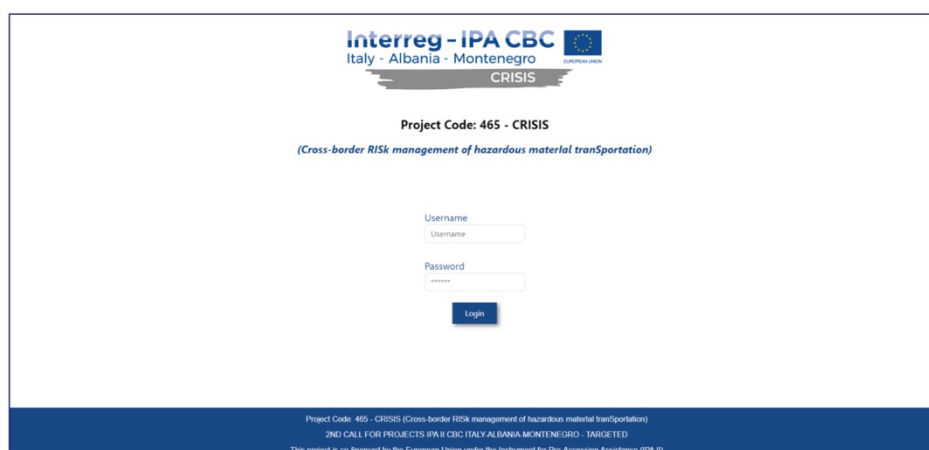 Interreg - IPA CBC
Italy - Albania - Montenegro
EUROPEAN UNION
CRISIS
Project Code: 465 - CRISIS
(Cross-border RISk management of hazardous materIal tranSportation)
Username
Username
Password
******
Login
Project Code: 465 - CRISIS (Cross-border RISk management of hazardous materIal tranSportation)
2ND CALL FOR PROJECTS IPA II CBC ITALY-ALBANIA-MONTENEGRO - TARGETED
This project is co-financed by the European Union under the Instrument for Pre-Accession Assistance (IPA II)